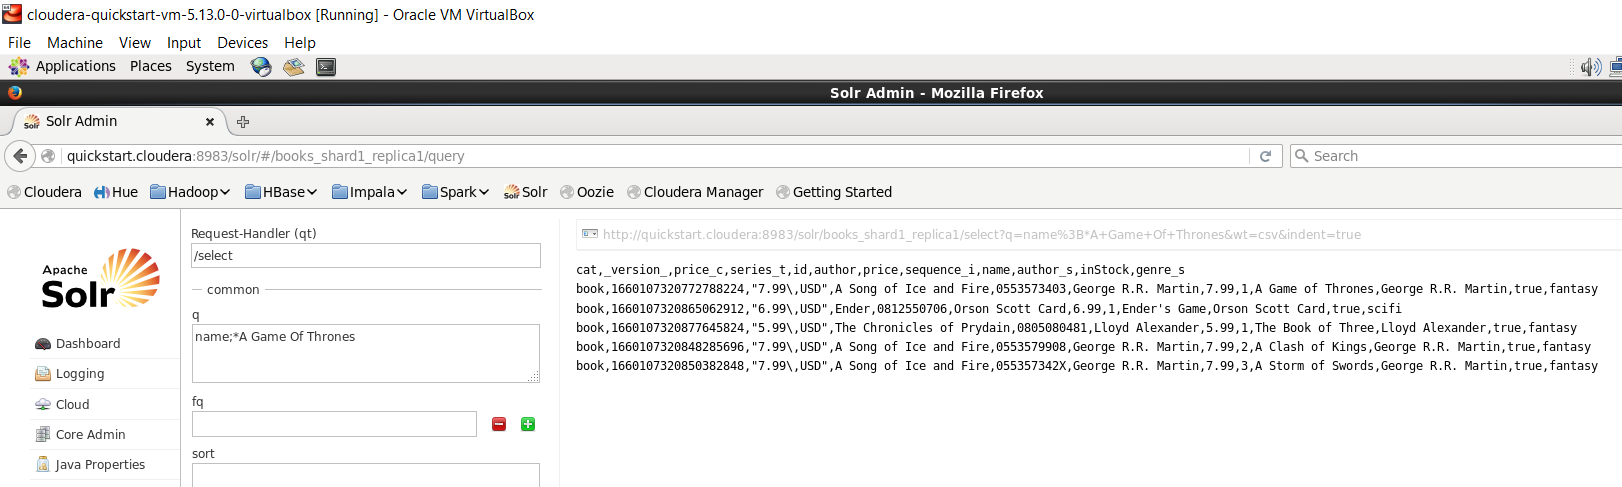 cloudera-quickstart-vm-5.13.0-0-virtualbox [Running] - Oracle VM VirtualBox
File Machine View Input Devices Help
Applications Places System
Solr Admin - Mozilla Firefox
Solr Admin
quickstart.cloudera:8983/solr/#/books_shard1_replica1/query
Search
Cloudera Hue Hadoop HBase Impala Spark Solr Oozie Cloudera Manager Getting Started
Apache
Solr
Dashboard
Logging
Cloud
Core Admin
Java Properties
Request-Handler (qt)
/select
common
q
name;*A Game Of Thrones
fq
sort
http://quickstart.cloudera:8983/solr/books_shard1_replica1/select?q=name%3B*A+Game+Of+Thrones&wt=csv&indent=true
cat,_version_,price_c,series_t,id,author,price,sequence_i,name,author_s,inStock,genre_s
book,1660107320772788224,"7.99\,USD",A Song of Ice and Fire,0553573403,George R.R. Martin,7.99,1,A Game of Thrones,George R.R. Martin,true,fantasy
book,1660107320865062912,"6.99\,USD",Ender,0812550706,Orson Scott Card,6.99,1,Ender's Game,Orson Scott Card,true,scifi
book,1660107320877645824,"5.99\,USD",The Chronicles of Prydain,0805080481,Lloyd Alexander,5.99,1,The Book of Three,Lloyd Alexander,true,fantasy
book,1660107320848285696,"7.99\,USD",A Song of Ice and Fire,0553579908,George R.R. Martin,7.99,2,A Clash of Kings,George R.R. Martin,true,fantasy
book,1660107320850382848,"7.99\,USD",A Song of Ice and Fire,055357342X,George R.R. Martin,7.99,3,A Storm of Swords,George R.R. Martin,true,fantasy